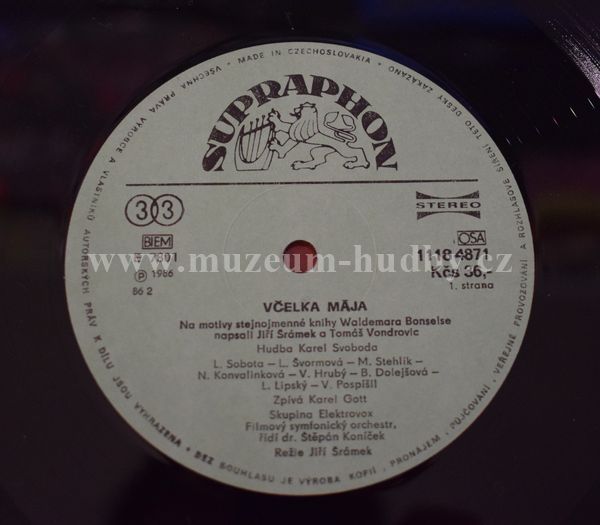 VŠECHNA PRÁVA VÝROBCE A VLASTNÍKŮ AUTORSKÝCH PRÁV K DÍLU JSOU VYHRAZENA • BEZ SOUHLASU JE VÝROBA KOPIÍ, PRONÁJEM, PŮJČOVÁNÍ, VEŘEJNÉ PROVOZOVÁNÍ A ROZHLASOVÉ ŠÍŘENÍ TÉTO DESKY ZAKÁZÁNO • MADE IN CZECHOSLOVAKIA •
SUPRAPHON
33
STEREO
BIEM
OSA
1118 4871
www.muzeum-hudby.cz
Ⓟ 1986
Kčs 36,-
86 2
1. strana
VČELKA MÁJA
Na motivy stejnojmenné knihy Waldemara Bonselse
napsali Jiří Šrámek a Tomáš Vondrovic
Hudba Karel Svoboda
L. Sobota – L. Švormová – M. Stehlík –
N. Konvalinková – V. Hrubý – B. Dolejšová –
L. Lipský – V. Pospíšil
Zpívá Karel Gott
Skupina Elektrovox
Filmový symfonický orchestr,
řídí dr. Štěpán Koníček
Režie Jiří Šrámek